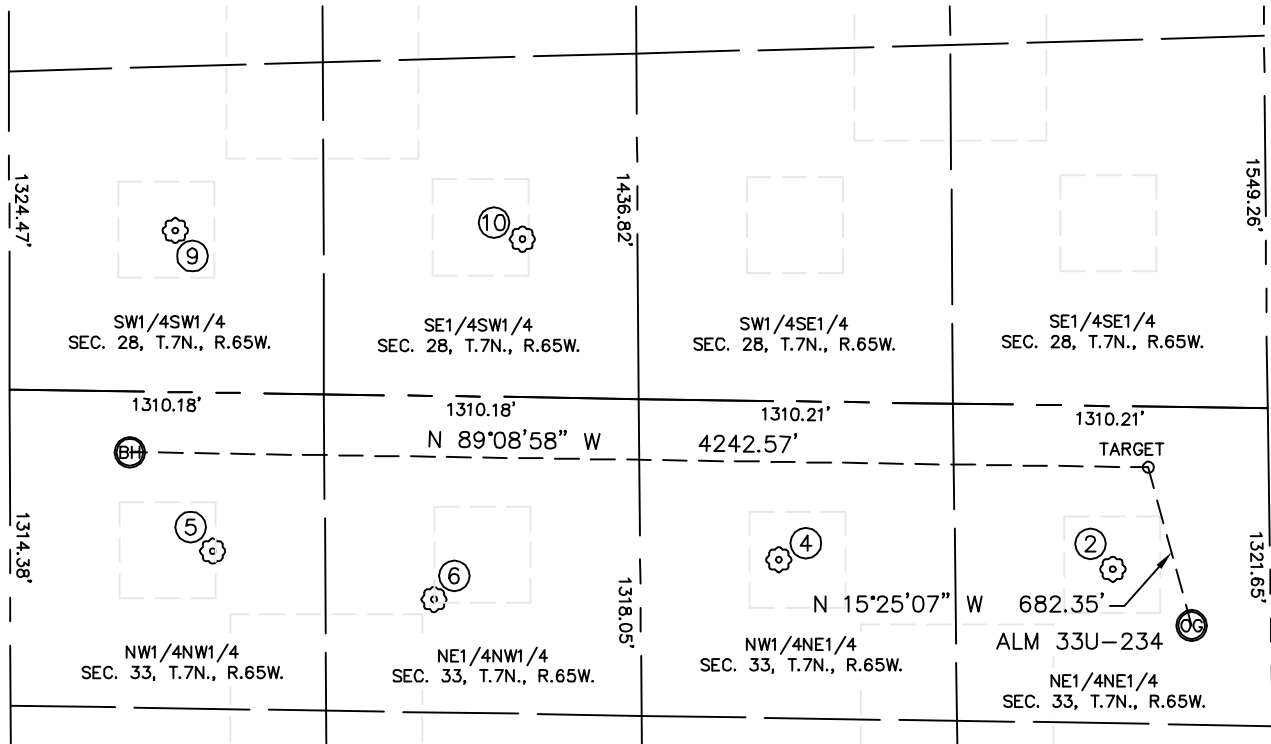 1324.47'
1436.82'
1549.26'
10
9
SW1/4SW1/4
SEC. 28, T.7N., R.65W.
SE1/4SW1/4
SEC. 28, T.7N., R.65W.
SW1/4SE1/4
SEC. 28, T.7N., R.65W.
SE1/4SE1/4
SEC. 28, T.7N., R.65W.
1310.18'
1310.18'
1310.21'
1310.21'
N 89°08'58" W 4242.57'
TARGET
BH
5
6
4
2
1314.38'
1318.05'
1321.65'
N 15°25'07" W 682.35'
OG
ALM 33U-234
NW1/4NW1/4
SEC. 33, T.7N., R.65W.
NE1/4NW1/4
SEC. 33, T.7N., R.65W.
NW1/4NE1/4
SEC. 33, T.7N., R.65W.
NE1/4NE1/4
SEC. 33, T.7N., R.65W.